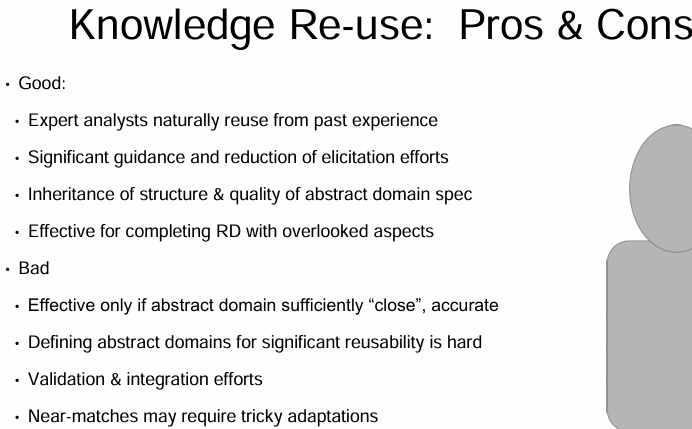 Knowledge Re-use:  Pros & Cons
• Good:
• Expert analysts naturally reuse from past experience
• Significant guidance and reduction of elicitation efforts
• Inheritance of structure & quality of abstract domain spec
• Effective for completing RD with overlooked aspects
• Bad
• Effective only if abstract domain sufficiently “close”, accurate
• Defining abstract domains for significant reusability is hard
• Validation & integration efforts
• Near-matches may require tricky adaptations